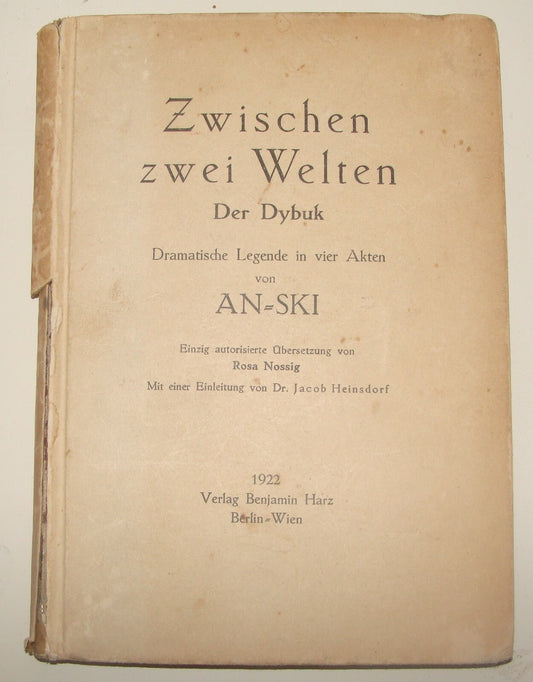 Zwischen
zwei Welten
Der Dybuk
Dramatische Legende in vier Akten
von
AN=SKI
Einzig autorisierte Übersetzung von
Rosa Nossig
Mit einer Einleitung von Dr. Jacob Heinsdorf
1922
Verlag Benjamin Harz
Berlin=Wien